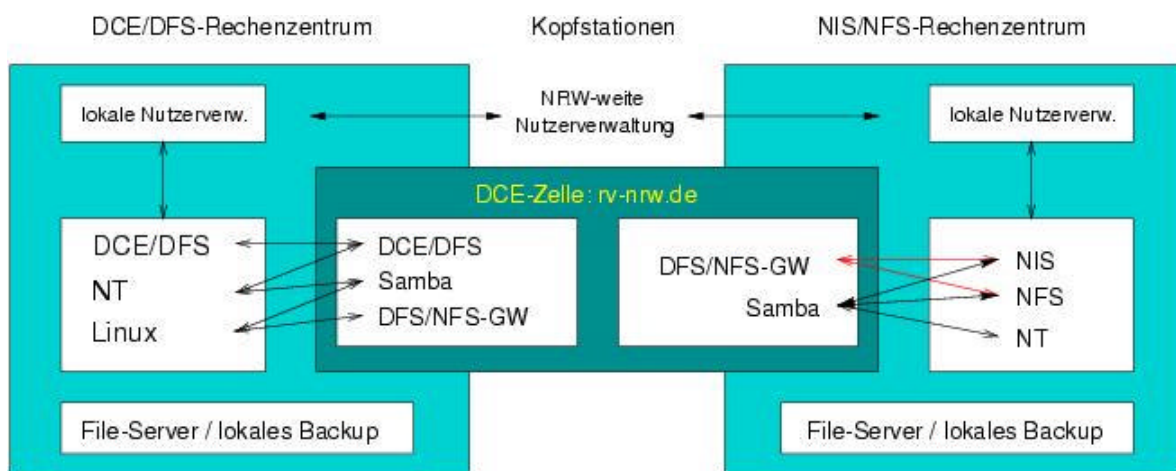 DCE/DFS-Rechenzentrum
Kopfstationen
NIS/NFS-Rechenzentrum
lokale Nutzerverw.
NRW-weite
Nutzerverwaltung
lokale Nutzerverw.
DCE-Zelle: rv-nrw.de
DCE/DFS
NT
Linux
DCE/DFS
Samba
DFS/NFS-GW
DFS/NFS-GW
Samba
NIS
NFS
NT
File-Server / lokales Backup
File-Server / lokales Backup